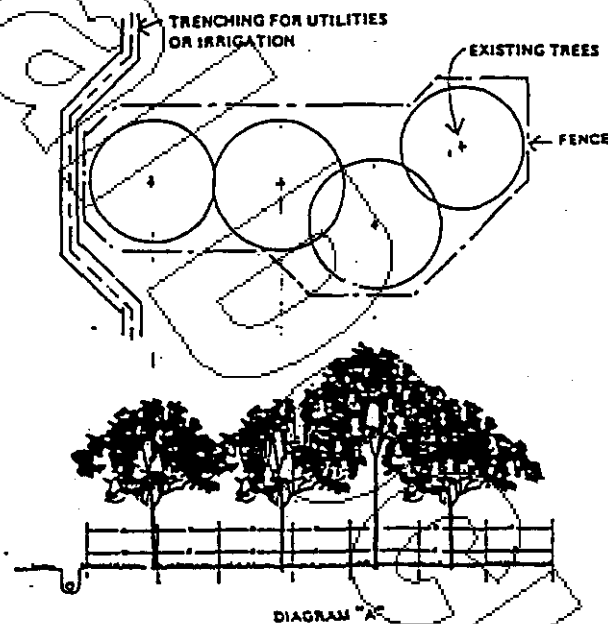 TRENCHING FOR UTILITIES
OR IRRIGATION
EXISTING TREES
FENCE
DIAGRAM "A"